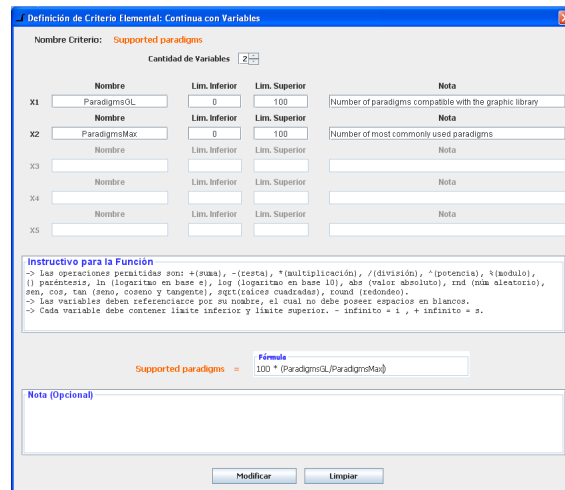 Definición de Criterio Elemental: Continua con Variables
Nombre Criterio: Supported paradigms
Cantidad de Variables 2
Nombre Lim. Inferior Lim. Superior Nota
X1 ParadigmsGL 0 100 Number of paradigms compatible with the graphic library
Nombre Lim. Inferior Lim. Superior Nota
X2 ParadigmsMax 0 100 Number of most commonly used paradigms
Nombre Lim. Inferior Lim. Superior Nota
X3
Nombre Lim. Inferior Lim. Superior Nota
X4
Nombre Lim. Inferior Lim. Superior Nota
X5
Instructivo para la Función
-> Las operaciones permitidas son: +(suma), -(resta), *(multiplicación), /(división), ^(potencia), %(modulo),
() paréntesis, ln (logaritmo en base e), log (logaritmo en base 10), abs (valor absoluto), rnd (núm aleatorio),
sen, cos, tan (seno, coseno y tangente), sqrt(raíces cuadradas), round (redondeo).
-> Las variables deben referenciarce por su nombre, el cual no debe poseer espacios en blancos.
-> Cada variable debe contener límite inferior y límite superior. - infinito = i , + infinito = s.
Fórmula
Supported paradigms = 100 * (ParadigmsGL/ParadigmsMax)
Nota (Opcional)
Modificar Limpiar